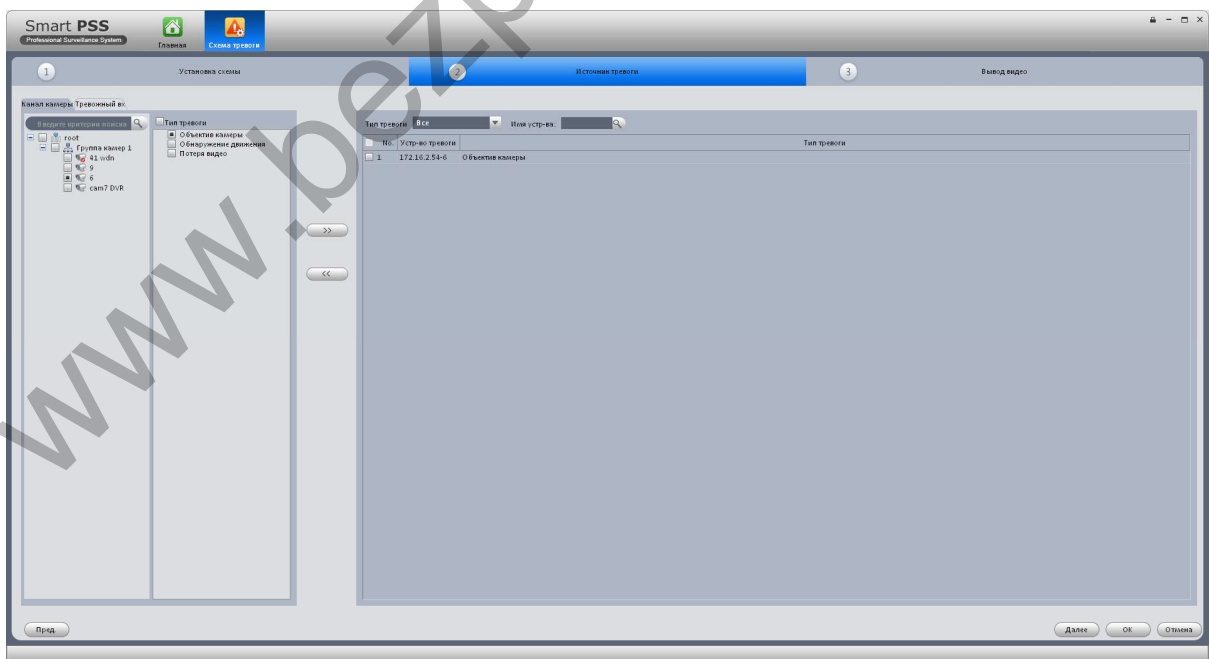 Smart PSS
Professional Surveillance System
Главная
Схема тревоги
1 Установка схемы
2 Источник тревоги
3 Вывод видео
Канал камеры Тревожный вх.
Введите критерии поиска
Тип тревоги
root
Группа камер 1
41 wdn
9
6
cam7 DVR
Объектив камеры
Обнаружение движения
Потеря видео
>>
<<
Тип тревоги Все Имя устр-ва:
No. Устр-во тревоги Тип тревоги
1 172.16.2.54-6 Объектив камеры
Пред.
Далее OK Отмена
www.bezp